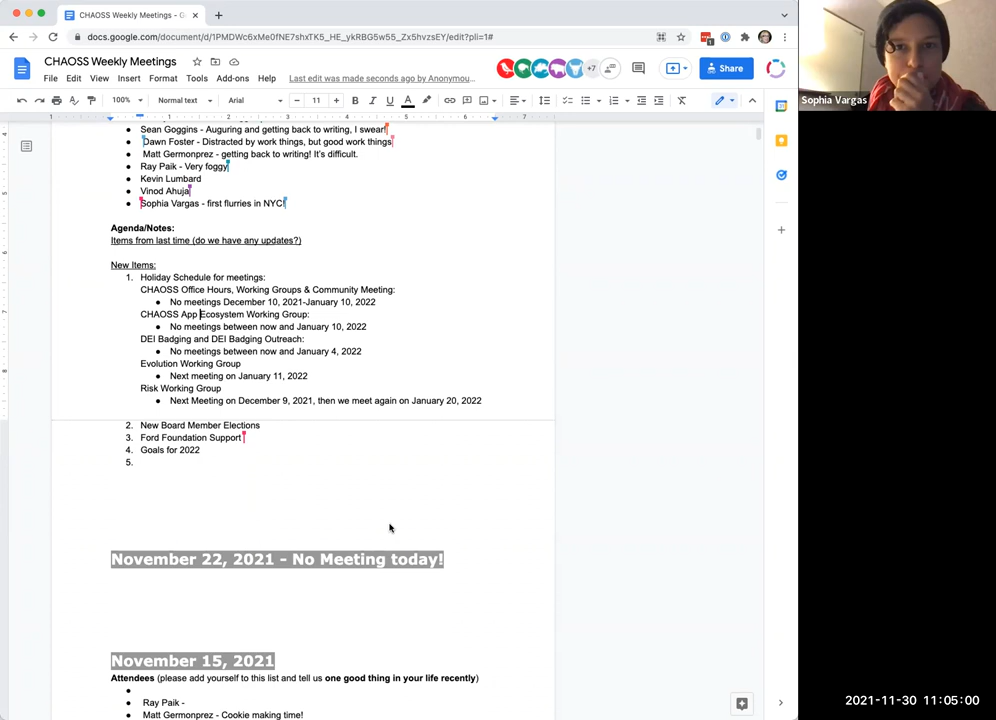 CHAOSS Weekly Meetings - G
docs.google.com/document/d/1PMDWc6xMe0fNE7shxTK5_HE_ykRBG5w55_Zx5hvzsEY/edit?pli=1#
CHAOSS Weekly Meetings
File Edit View Insert Format Tools Add-ons Help Last edit was made seconds ago by Anonymou...
+7
Share
100% Normal text Arial 11
Sean Goggins - Auguring and getting back to writing, I swear!
Dawn Foster - Distracted by work things, but good work things
Matt Germonprez - getting back to writing! It's difficult.
Ray Paik - Very foggy
Kevin Lumbard
Vinod Ahuja
Sophia Vargas - first flurries in NYC!
Agenda/Notes:
Items from last time (do we have any updates?)
New Items:
1. Holiday Schedule for meetings:
CHAOSS Office Hours, Working Groups & Community Meeting:
No meetings December 10, 2021-January 10, 2022
CHAOSS App Ecosystem Working Group:
No meetings between now and January 10, 2022
DEI Badging and DEI Badging Outreach:
No meetings between now and January 4, 2022
Evolution Working Group
Next meeting on January 11, 2022
Risk Working Group
Next Meeting on December 9, 2021, then we meet again on January 20, 2022
2. New Board Member Elections
3. Ford Foundation Support
4. Goals for 2022
5.
November 22, 2021 - No Meeting today!
November 15, 2021
Attendees (please add yourself to this list and tell us one good thing in your life recently)
Ray Paik -
Matt Germonprez - Cookie making time!
Sophia Vargas
2021-11-30 11:05:00